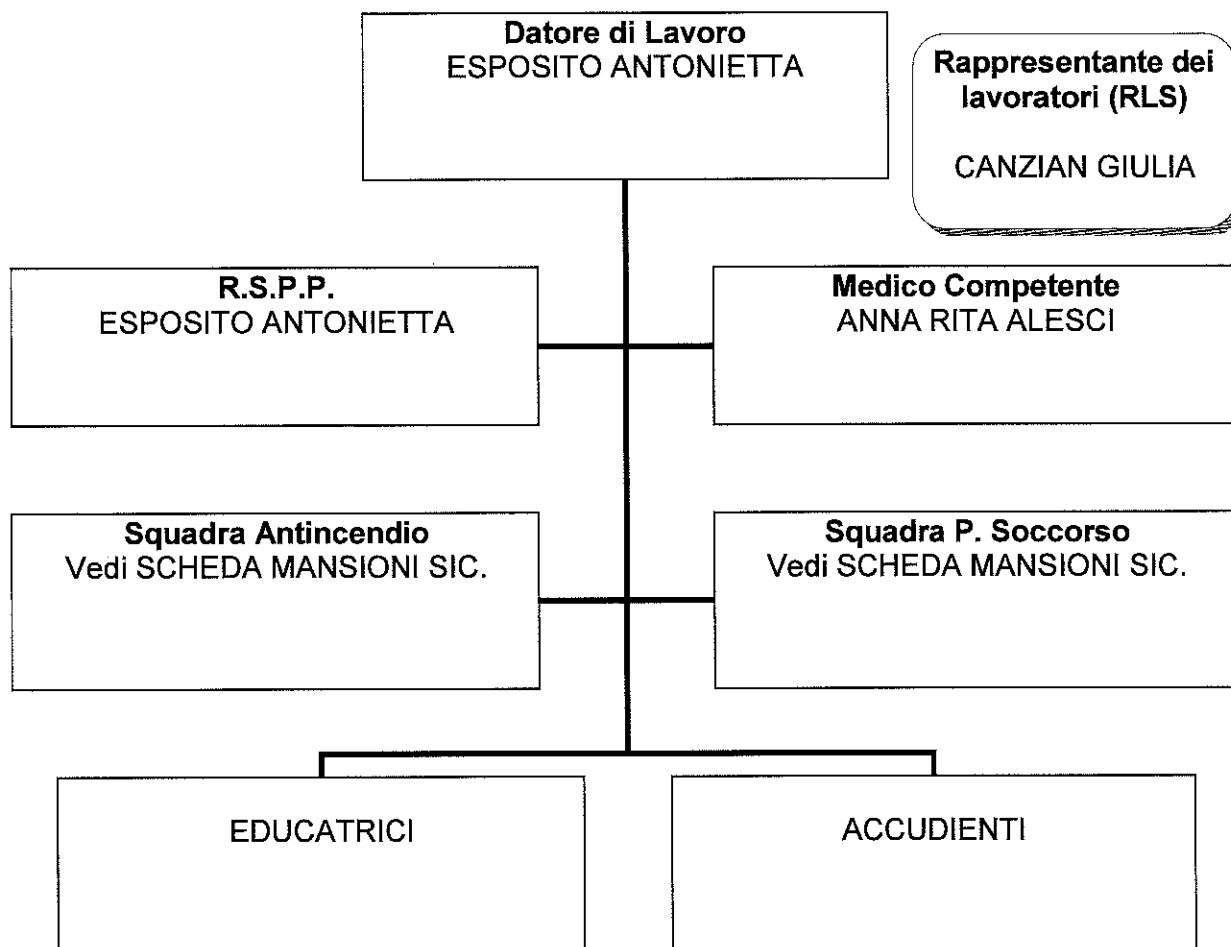 Datore di Lavoro
ESPOSITO ANTONIETTA
Rappresentante dei
lavoratori (RLS)
CANZIAN GIULIA
R.S.P.P.
ESPOSITO ANTONIETTA
Medico Competente
ANNA RITA ALESCI
Squadra Antincendio
Vedi SCHEDA MANSIONI SIC.
Squadra P. Soccorso
Vedi SCHEDA MANSIONI SIC.
EDUCATRICI
ACCUDIENTI